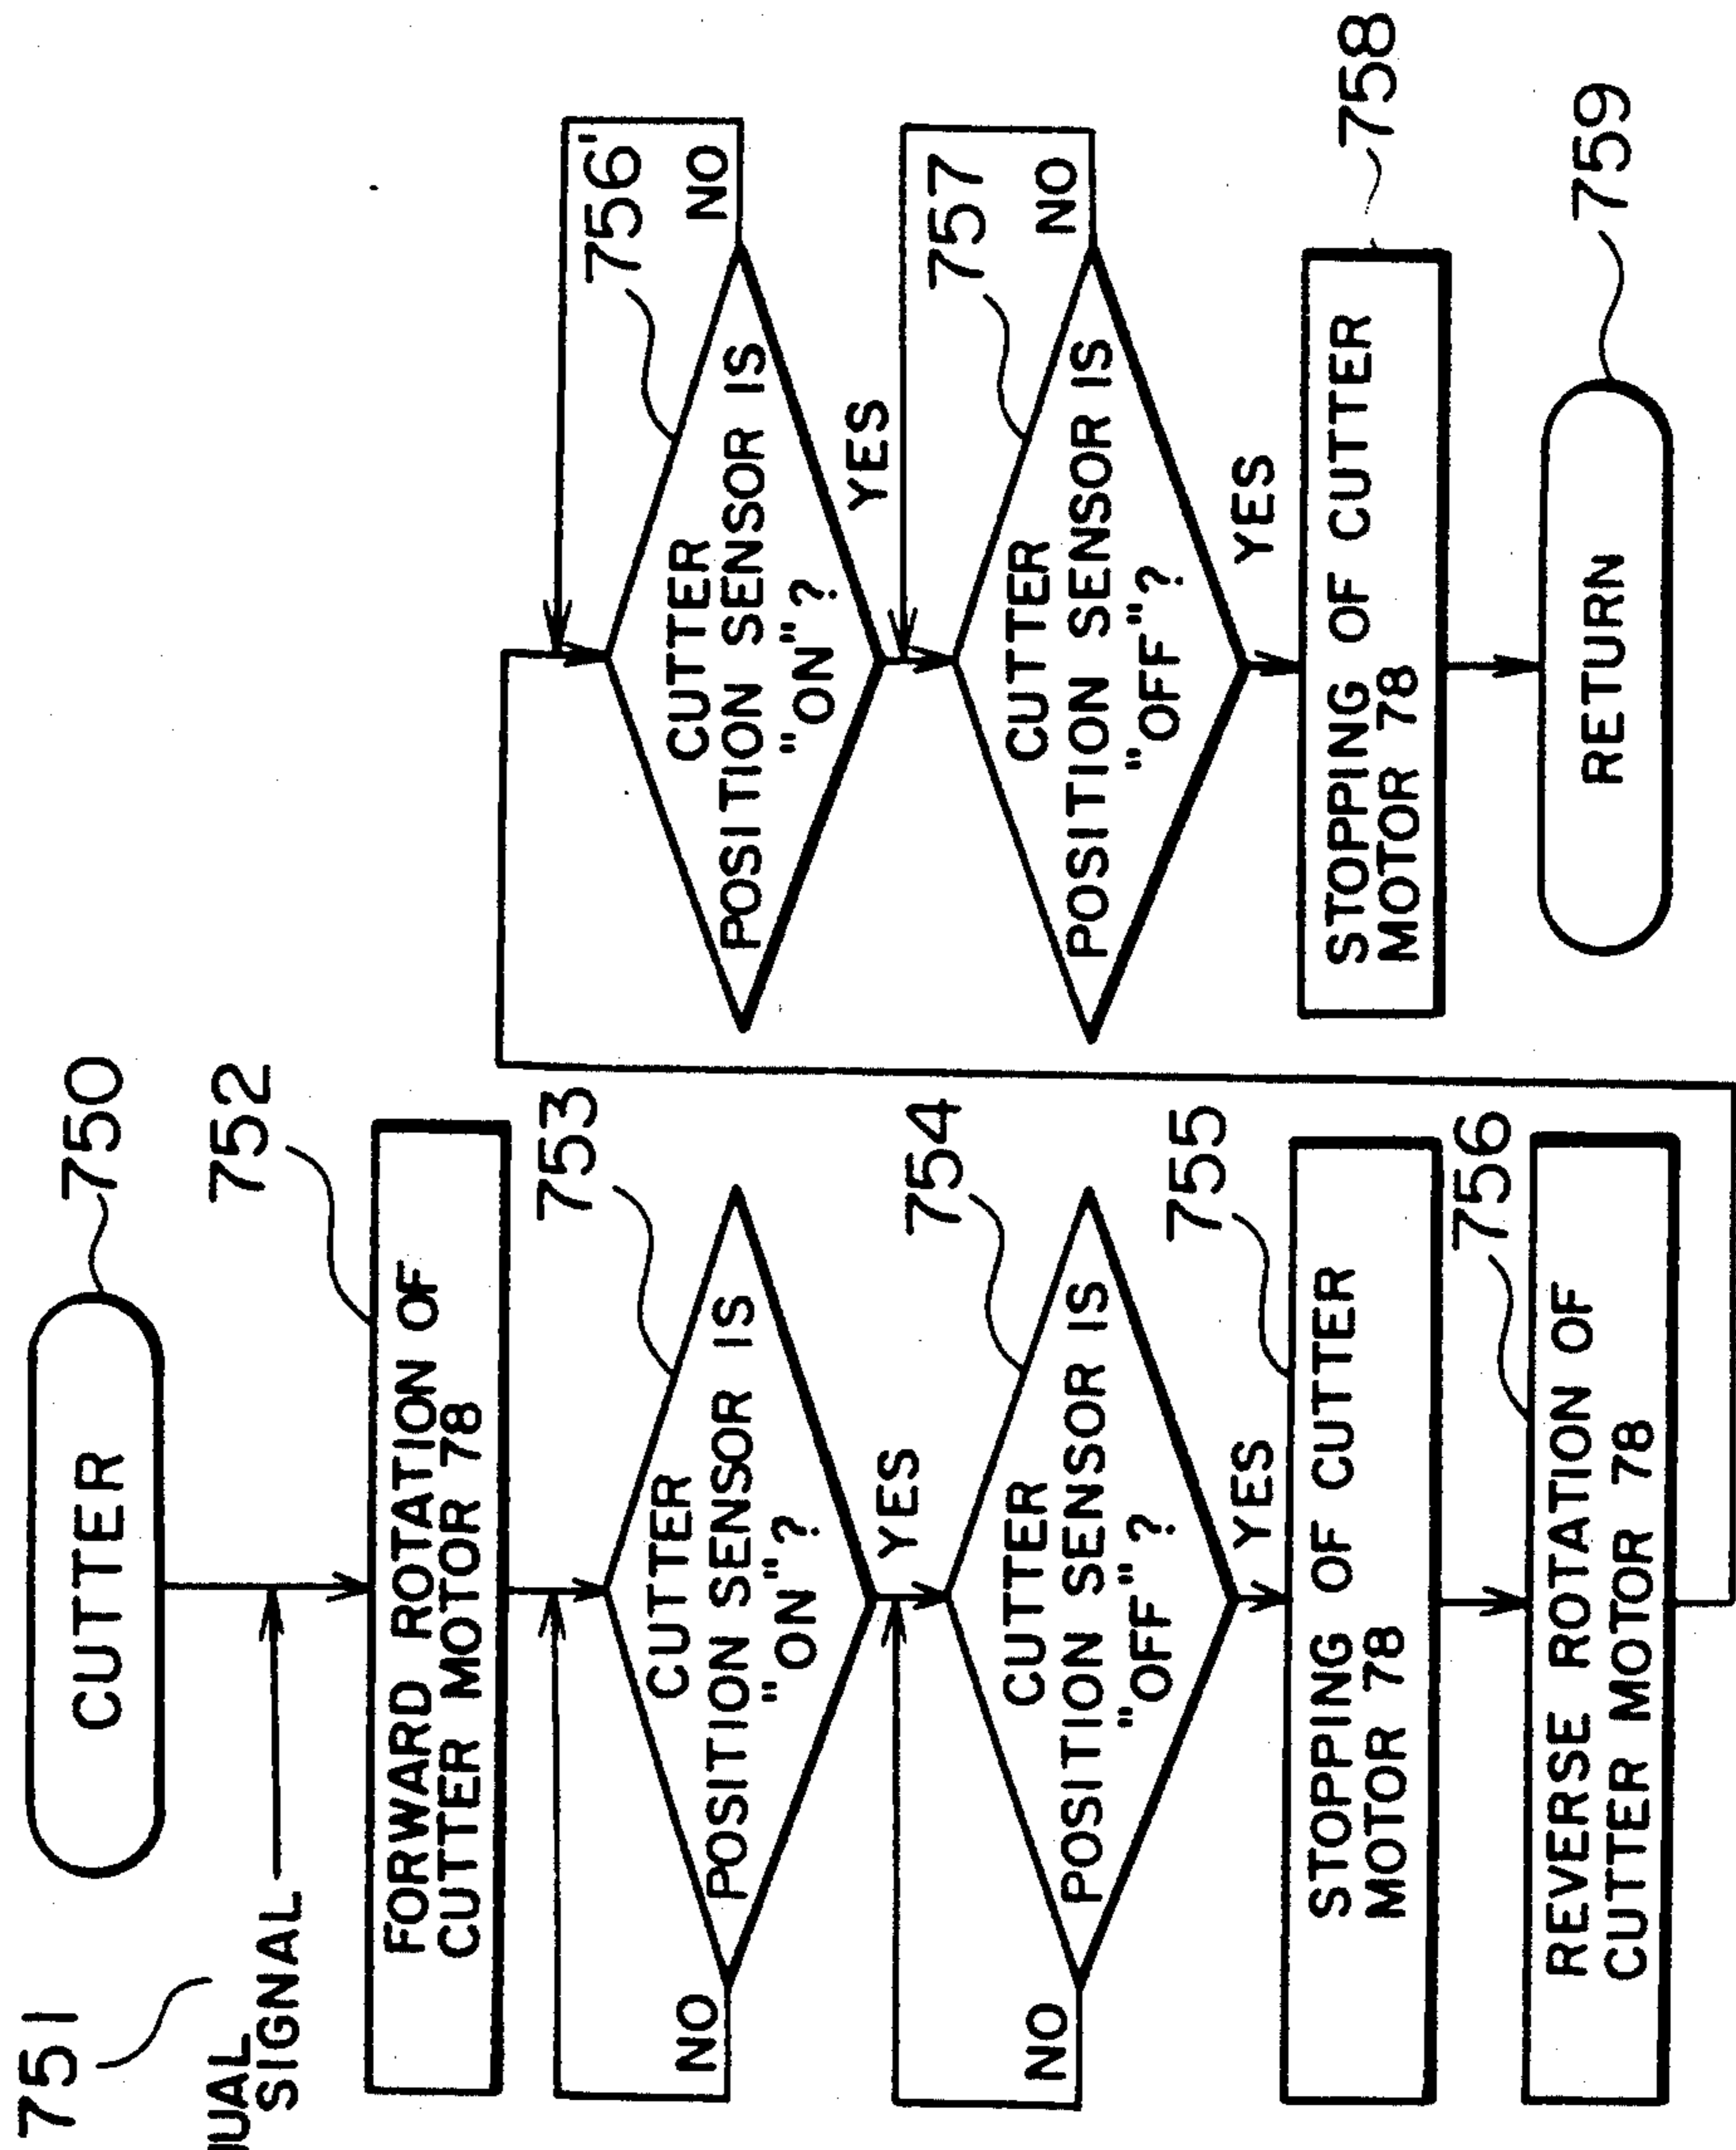 CUTTER
750
751
SIGNAL
752
FORWARD ROTATION OF
CUTTER MOTOR 78
753
CUTTER
POSITION SENSOR IS
"ON"?
NO
YES
754
CUTTER
POSITION SENSOR IS
"OFF"?
NO
YES
755
STOPPING OF CUTTER
MOTOR 78
756
REVERSE ROTATION OF
CUTTER MOTOR 78
756'
CUTTER
POSITION SENSOR IS
"ON"?
NO
YES
757
CUTTER
POSITION SENSOR IS
"OFF"?
NO
YES
758
STOPPING OF CUTTER
MOTOR 78
759
RETURN